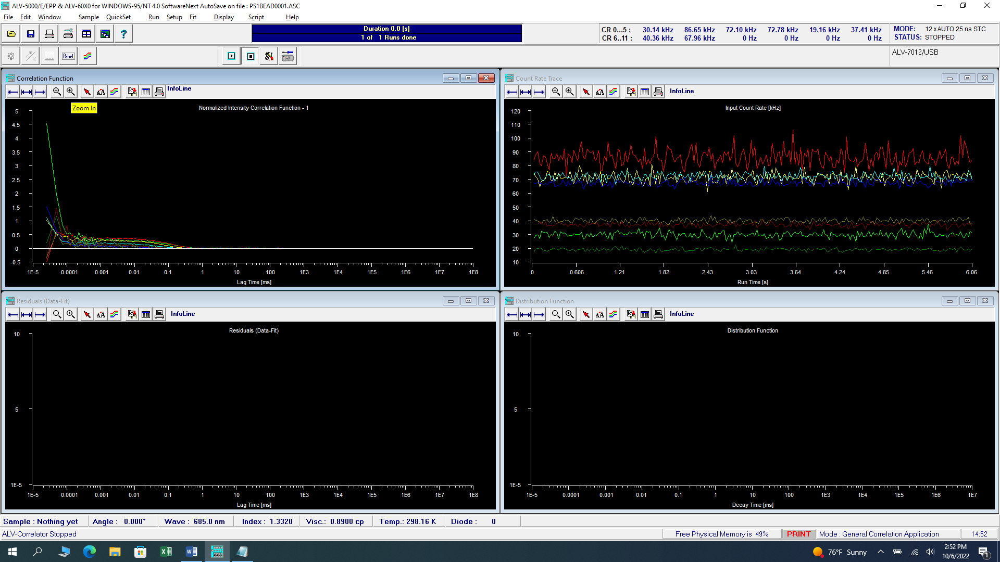 ALV-5000/E/EPP & ALV-60X0 for WINDOWS-95/NT 4.0 SoftwareNext AutoSave on file : PS1BEAD0001.ASC
File Edit Window Sample QuickSet Run Setup Fit Display Script Help
Duration 0.0 [s]
1 of 1 Runs done
CR 0...5 : 30.14 kHz 86.65 kHz 72.10 kHz 72.78 kHz 19.16 kHz 37.41 kHz
CR 6..11 : 40.36 kHz 67.96 kHz 0 Hz 0 Hz 0 Hz 0 Hz
MODE: 12 x AUTO 25 ns STC
STATUS: STOPPED
Panel
ALV-7012/USB
Correlation Function
InfoLine
Zoom In
Normalized Intensity Correlation Function - 1
5
4.5
4
3.5
3
2.5
2
1.5
1
0.5
0
-0.5
1E-5 0.0001 0.001 0.01 0.1 1 10 100 1E3 1E4 1E5 1E6 1E7 1E8
Lag Time [ms]
Count Rate Trace
InfoLine
Input Count Rate [kHz]
120
110
100
90
80
70
60
50
40
30
20
10
0 0.606 1.21 1.82 2.43 3.03 3.64 4.24 4.85 5.46 6.06
Run Time [s]
Residuals (Data-Fit)
InfoLine
Residuals (Data-Fit)
10
5
1E-5
1E-5 0.0001 0.001 0.01 0.1 1 10 100 1E3 1E4 1E5 1E6 1E7 1E8
Lag Time [ms]
Distribution Function
InfoLine
Distribution Function
10
5
1E-5
1E-5 0.0001 0.001 0.01 0.1 1 10 100 1E3 1E4 1E5 1E6 1E7
Decay Time [ms]
Sample : Nothing yet Angle : 0.000° Wave : 685.0 nm Index : 1.3320 Visc.: 0.8900 cp Temp.: 298.16 K Diode : 0
ALV-Correlator Stopped Free Physical Memory is 49% PRINT Mode : General Correlation Application 14:52
76°F Sunny
2:52 PM
10/6/2022
1